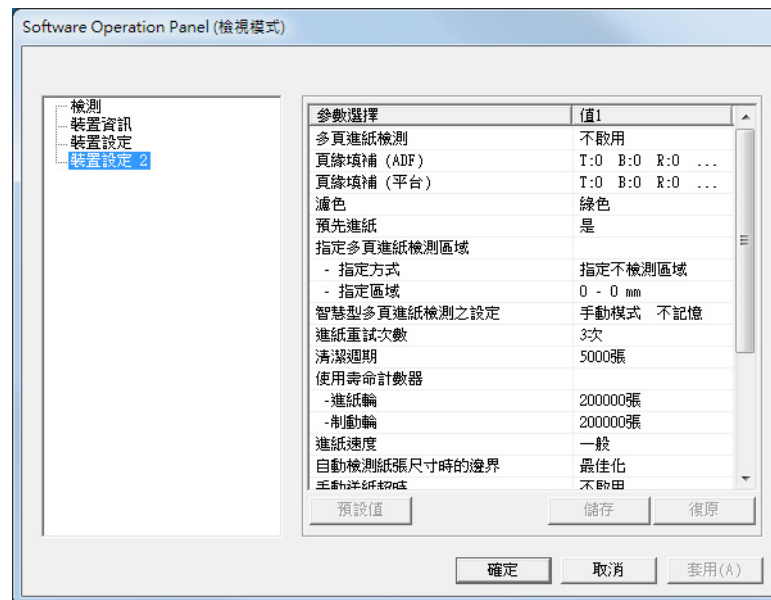 Software Operation Panel (檢視模式)
檢測
裝置資訊
裝置設定
裝置設定 2
參數選擇 值1
多頁進紙檢測 不啟用
頁緣填補 (ADF) T:0 B:0 R:0 ...
頁緣填補 (平台) T:0 B:0 R:0 ...
濾色 綠色
預先進紙 是
指定多頁進紙檢測區域
- 指定方式 指定不檢測區域
- 指定區域 0 - 0 mm
智慧型多頁進紙檢測之設定 手動模式 不記憶
進紙重試次數 3次
清潔週期 5000張
使用壽命計數器
-進紙輪 200000張
-制動輪 200000張
進紙速度 一般
自動檢測紙張尺寸時的邊界 最佳化
手動送紙超時 不啟用
預設值 儲存 復原
確定 取消 套用(A)